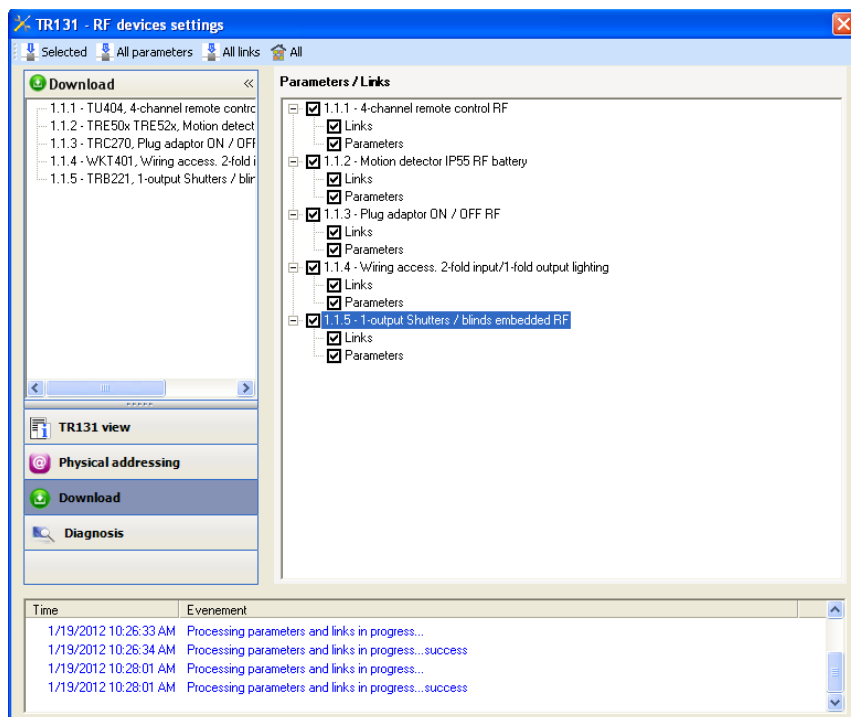 TR131 - RF devices settings
Selected All parameters All links All
Download
1.1.1 - TU404, 4-channel remote contrc
1.1.2 - TRE50x TRE52x, Motion detect
1.1.3 - TRC270, Plug adaptor ON / OFF
1.1.4 - WKT401, Wiring access. 2-fold i
1.1.5 - TRB221, 1-output Shutters / blir
TR131 view
Physical addressing
Download
Diagnosis
Parameters / Links
1.1.1 - 4-channel remote control RF
Links
Parameters
1.1.2 - Motion detector IP55 RF battery
Links
Parameters
1.1.3 - Plug adaptor ON / OFF RF
Links
Parameters
1.1.4 - Wiring access. 2-fold input/1-fold output lighting
Links
Parameters
1.1.5 - 1-output Shutters / blinds embedded RF
Links
Parameters
Time Evenement
1/19/2012 10:26:33 AM Processing parameters and links in progress...
1/19/2012 10:26:34 AM Processing parameters and links in progress...success
1/19/2012 10:28:01 AM Processing parameters and links in progress...
1/19/2012 10:28:01 AM Processing parameters and links in progress...success